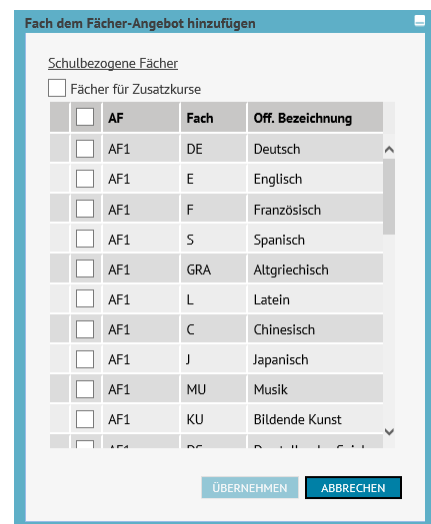 Fach dem Fächer-Angebot hinzufügen
Schulbezogene Fächer
Fächer für Zusatzkurse
AF Fach Off. Bezeichnung
AF1 DE Deutsch
AF1 E Englisch
AF1 F Französisch
AF1 S Spanisch
AF1 GRA Altgriechisch
AF1 L Latein
AF1 C Chinesisch
AF1 J Japanisch
AF1 MU Musik
AF1 KU Bildende Kunst
AF1
ÜBERNEHMEN ABBRECHEN